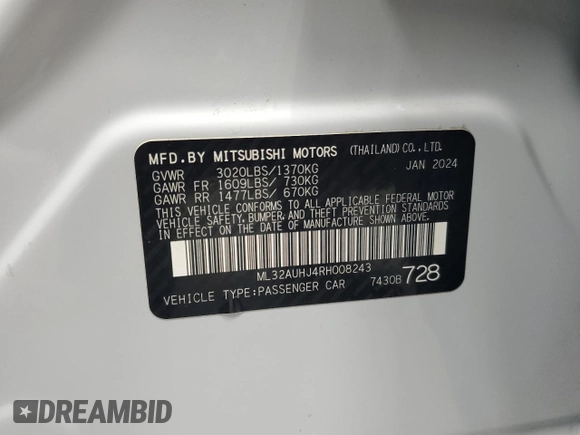 MFD.BY MITSUBISHI MOTORS (THAILAND)CO.,LTD.
GVWR 3020LBS/1370KG JAN 2024
GAWR FR 1609LBS/ 730KG
GAWR RR 1477LBS/ 670KG
THIS VEHICLE CONFORMS TO ALL APPLICABLE FEDERAL MOTOR
VEHICLE SAFETY, BUMPER, AND THEFT PREVENTION STANDARDS
IN EFFECT ON THE DATE OF MANUFACTURE SHOWN ABOVE.
ML32AUHJ4RH008243
VEHICLE TYPE:PASSENGER CAR 7430B 728
DREAMBID